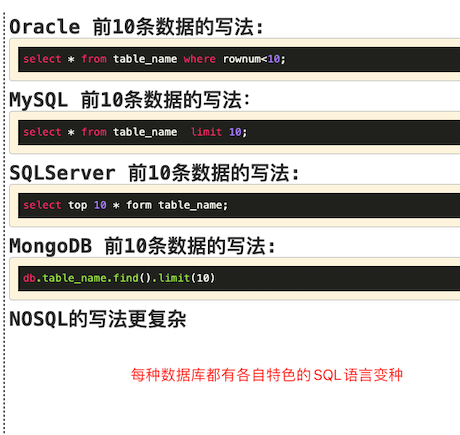 Oracle 前10条数据的写法:
select * from table_name where rownum<10;
MySQL 前10条数据的写法:
select * from table_name  limit 10;
SQLServer 前10条数据的写法:
select top 10 * form table_name;
MongoDB 前10条数据的写法:
db.table_name.find().limit(10)
NOSQL的写法更复杂
每种数据库都有各自特色的SQL语言变种